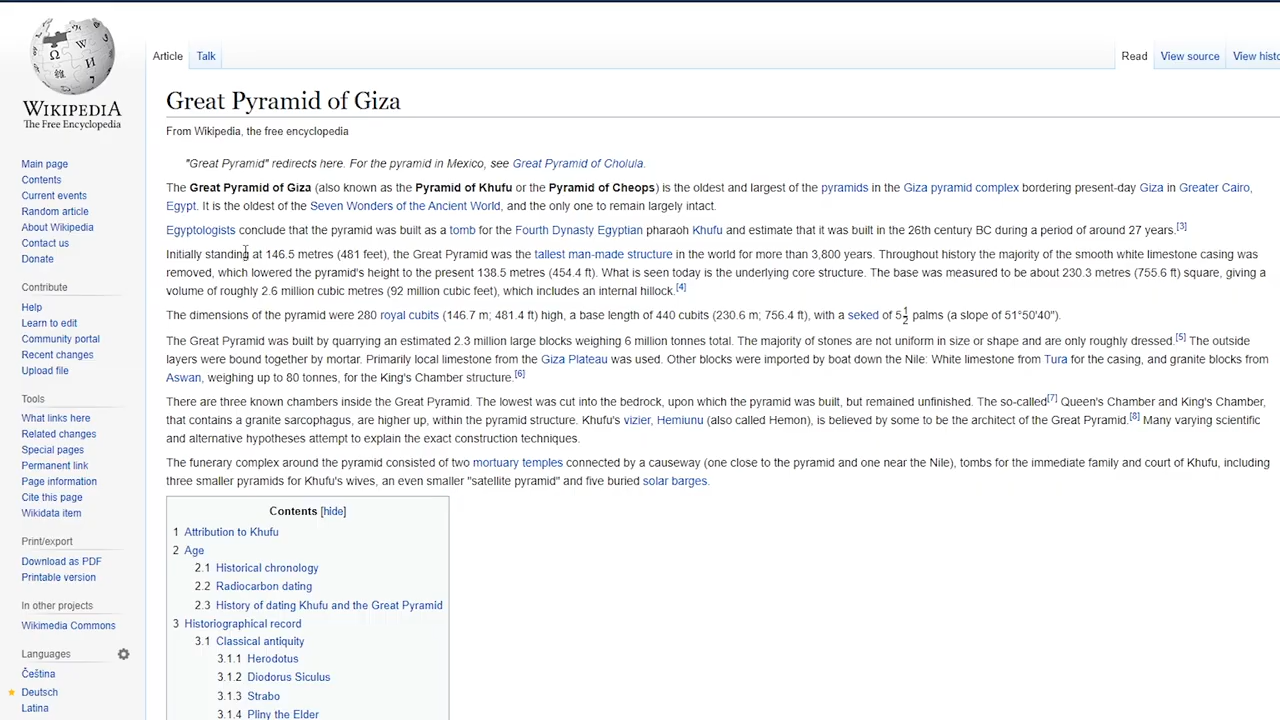 WIKIPEDIA
The Free Encyclopedia
Main page
Contents
Current events
Random article
About Wikipedia
Contact us
Donate
Contribute
Help
Learn to edit
Community portal
Recent changes
Upload file
Tools
What links here
Related changes
Special pages
Permanent link
Page information
Cite this page
Wikidata item
Print/export
Download as PDF
Printable version
In other projects
Wikimedia Commons
Languages
Čeština
Deutsch
Latina
Article Talk
Read View source View histo
Great Pyramid of Giza
From Wikipedia, the free encyclopedia
"Great Pyramid" redirects here. For the pyramid in Mexico, see Great Pyramid of Cholula.
The Great Pyramid of Giza (also known as the Pyramid of Khufu or the Pyramid of Cheops) is the oldest and largest of the pyramids in the Giza pyramid complex bordering present-day Giza in Greater Cairo,
Egypt. It is the oldest of the Seven Wonders of the Ancient World, and the only one to remain largely intact.
Egyptologists conclude that the pyramid was built as a tomb for the Fourth Dynasty Egyptian pharaoh Khufu and estimate that it was built in the 26th century BC during a period of around 27 years.[3]
Initially standing at 146.5 metres (481 feet), the Great Pyramid was the tallest man-made structure in the world for more than 3,800 years. Throughout history the majority of the smooth white limestone casing was
removed, which lowered the pyramid's height to the present 138.5 metres (454.4 ft). What is seen today is the underlying core structure. The base was measured to be about 230.3 metres (755.6 ft) square, giving a
volume of roughly 2.6 million cubic metres (92 million cubic feet), which includes an internal hillock.[4]
The dimensions of the pyramid were 280 royal cubits (146.7 m; 481.4 ft) high, a base length of 440 cubits (230.6 m; 756.4 ft), with a seked of 5 1/2 palms (a slope of 51°50'40").
The Great Pyramid was built by quarrying an estimated 2.3 million large blocks weighing 6 million tonnes total. The majority of stones are not uniform in size or shape and are only roughly dressed.[5] The outside
layers were bound together by mortar. Primarily local limestone from the Giza Plateau was used. Other blocks were imported by boat down the Nile: White limestone from Tura for the casing, and granite blocks from
Aswan, weighing up to 80 tonnes, for the King's Chamber structure.[6]
There are three known chambers inside the Great Pyramid. The lowest was cut into the bedrock, upon which the pyramid was built, but remained unfinished. The so-called[7] Queen's Chamber and King's Chamber,
that contains a granite sarcophagus, are higher up, within the pyramid structure. Khufu's vizier, Hemiunu (also called Hemon), is believed by some to be the architect of the Great Pyramid.[8] Many varying scientific
and alternative hypotheses attempt to explain the exact construction techniques.
The funerary complex around the pyramid consisted of two mortuary temples connected by a causeway (one close to the pyramid and one near the Nile), tombs for the immediate family and court of Khufu, including
three smaller pyramids for Khufu's wives, an even smaller "satellite pyramid" and five buried solar barges.
Contents [hide]
1 Attribution to Khufu
2 Age
2.1 Historical chronology
2.2 Radiocarbon dating
2.3 History of dating Khufu and the Great Pyramid
3 Historiographical record
3.1 Classical antiquity
3.1.1 Herodotus
3.1.2 Diodorus Siculus
3.1.3 Strabo
3.1.4 Pliny the Elder